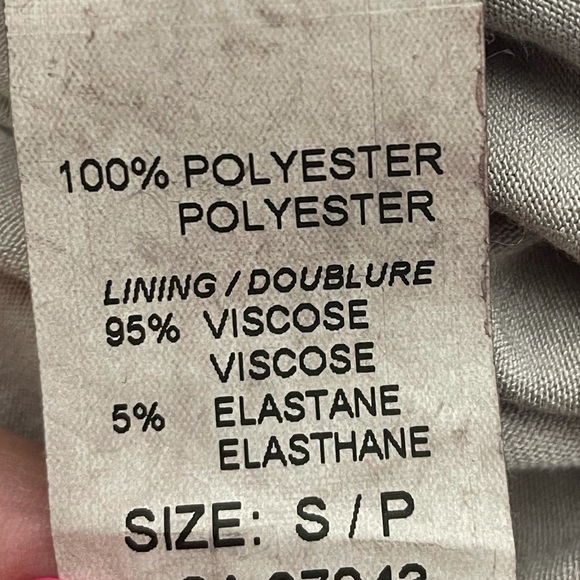 100% POLYESTER
POLYESTER
LINING / DOUBLURE
95% VISCOSE
VISCOSE
5% ELASTANE
ELASTHANE
SIZE: S / P